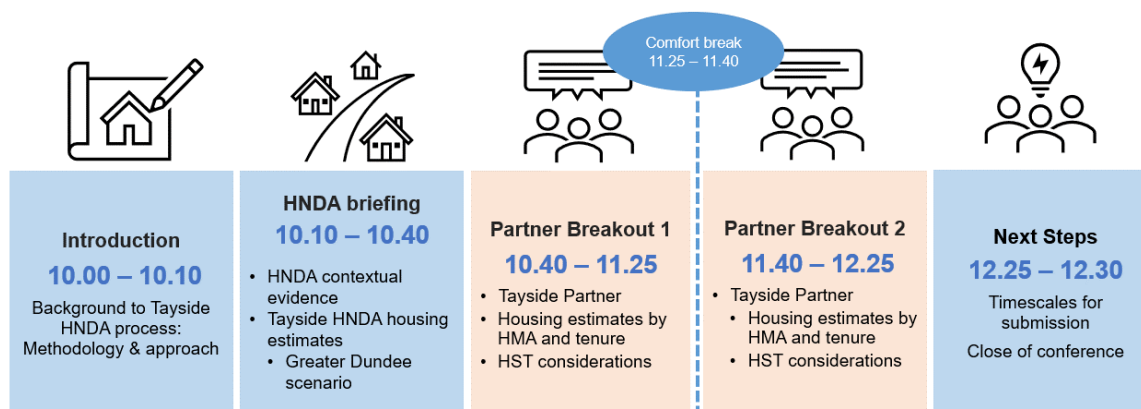 Comfort break
11.25 – 11.40
Introduction
10.00 – 10.10
Background to Tayside
HNDA process:
Methodology & approach
HNDA briefing
10.10 – 10.40
• HNDA contextual
evidence
• Tayside HNDA housing
estimates
• Greater Dundee
scenario
Partner Breakout 1
10.40 – 11.25
• Tayside Partner
• Housing estimates by
HMA and tenure
• HST considerations
Partner Breakout 2
11.40 – 12.25
• Tayside Partner
• Housing estimates by
HMA and tenure
• HST considerations
Next Steps
12.25 – 12.30
Timescales for
submission
Close of conference